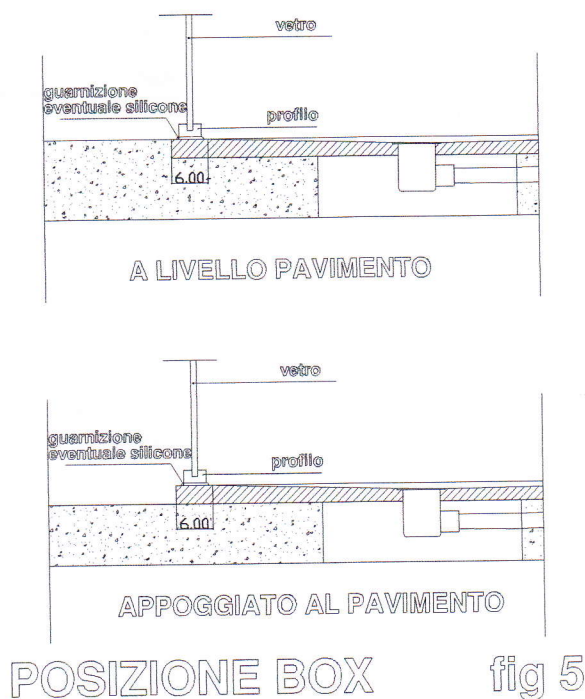 vetro
guarnizione
eventuale silicone
profilo
6.00
A LIVELLO PAVIMENTO
vetro
guarnizione
eventuale silicone
profilo
6.00
APPOGGIATO AL PAVIMENTO
POSIZIONE BOX fig 5